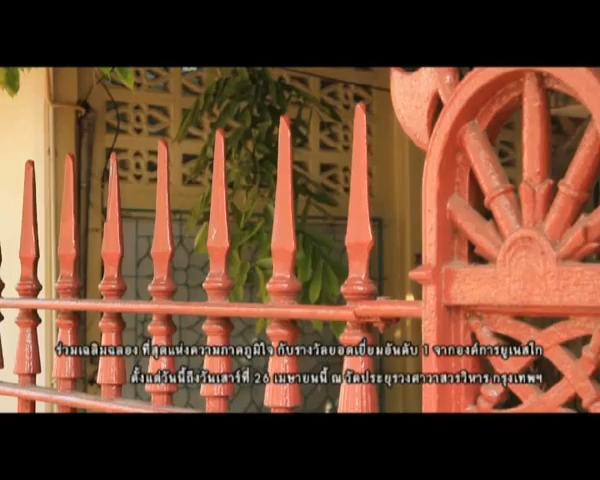 ร่วมเฉลิมฉลอง ที่สุดแห่งความภาคภูมิใจ กับรางวัลยอดเยี่ยมอันดับ 1 จากองค์การยูเนสโก
ตั้งแต่วันนี้ถึงวันเสาร์ที่ 26 เมษายนนี้ ณ วัดประยุรวงศาวาสวรวิหาร กรุงเทพฯ